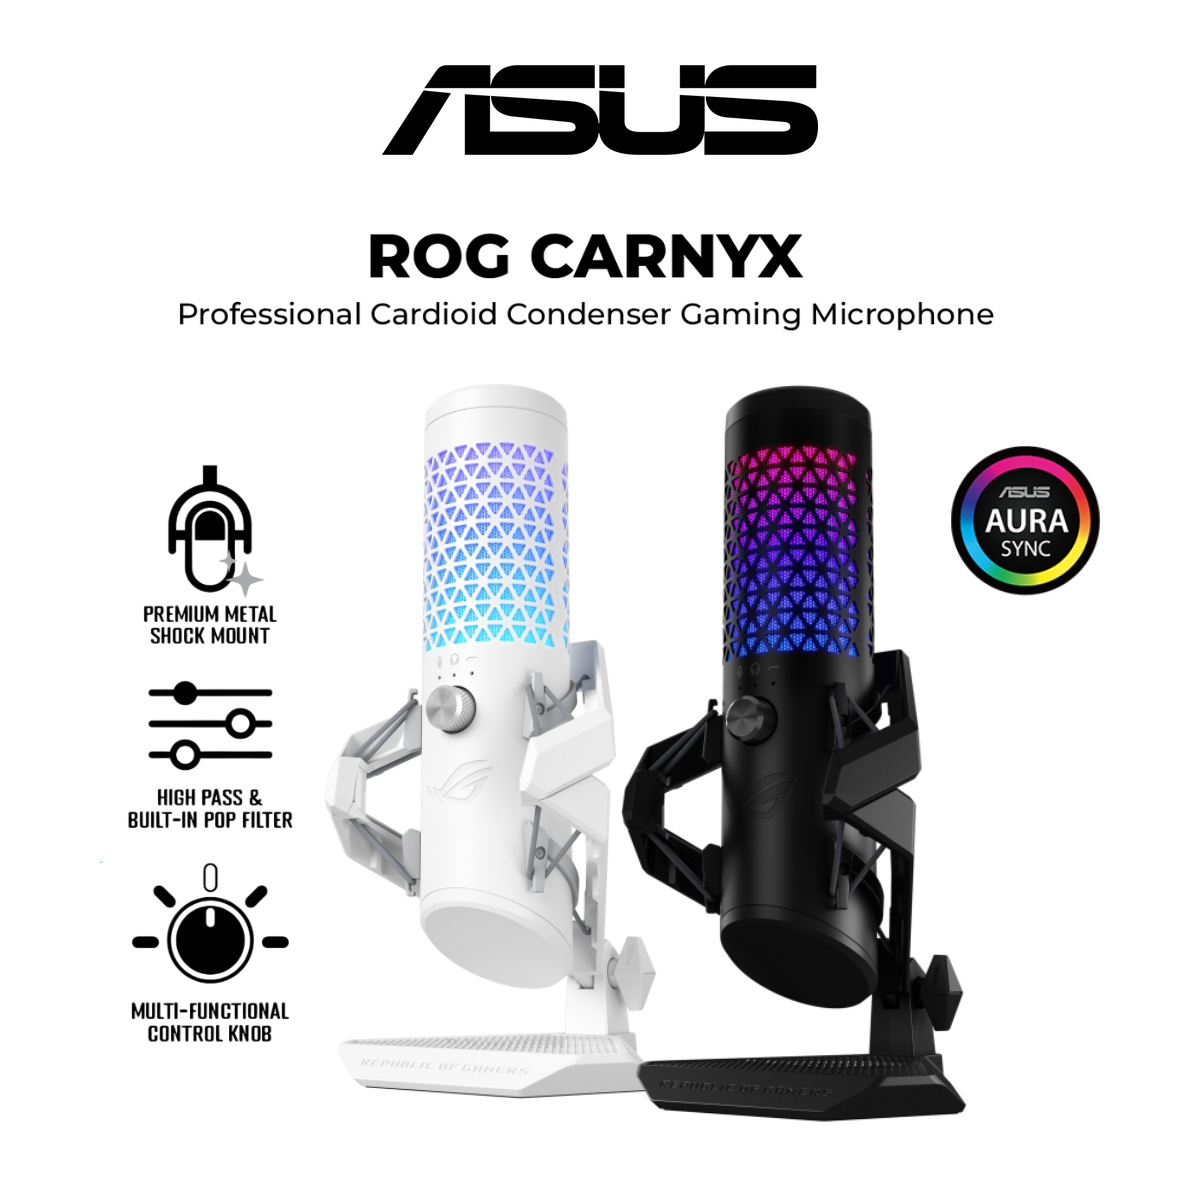 ASUS
ROG CARNYX
Professional Cardioid Condenser Gaming Microphone
PREMIUM METAL
SHOCK MOUNT
HIGH PASS &
BUILT-IN POP FILTER
MULTI-FUNCTIONAL
CONTROL KNOB
ASUS
AURA
SYNC
REPUBLIC OF GAMERS
REPUBLIC OF GAMERS